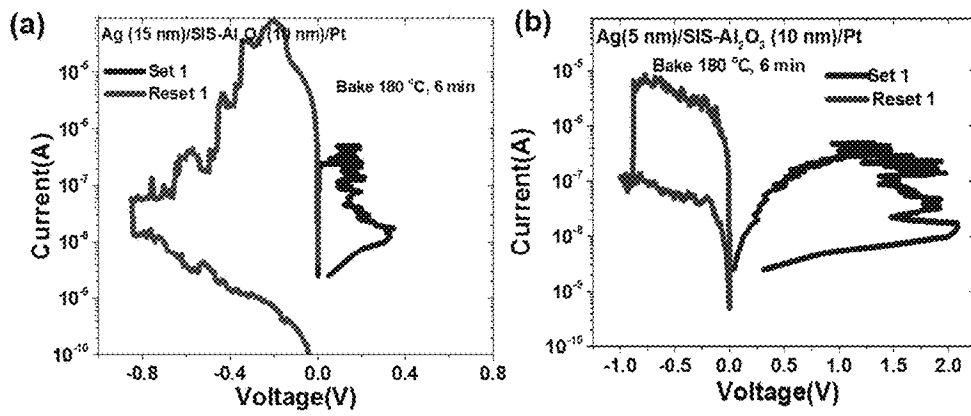 (a)
Ag (15 nm)/SIS-Al₂O₃ (10 nm)/Pt
Set 1
Reset 1
Bake 180 °C, 6 min
10⁻⁵
10⁻⁶
10⁻⁷
10⁻⁸
10⁻⁹
10⁻¹⁰
Current(A)
-0.8 -0.4 0.0 0.4 0.8
Voltage(V)
(b)
Ag(5 nm)/SIS-Al₂O₃ (10 nm)/Pt
Bake 180 °C, 6 min
Set 1
Reset 1
10⁻⁴
10⁻⁵
10⁻⁶
10⁻⁷
10⁻⁸
10⁻⁹
10⁻¹⁰
Current(A)
-1.0 -0.5 0.0 0.5 1.0 1.5 2.0
Voltage(V)